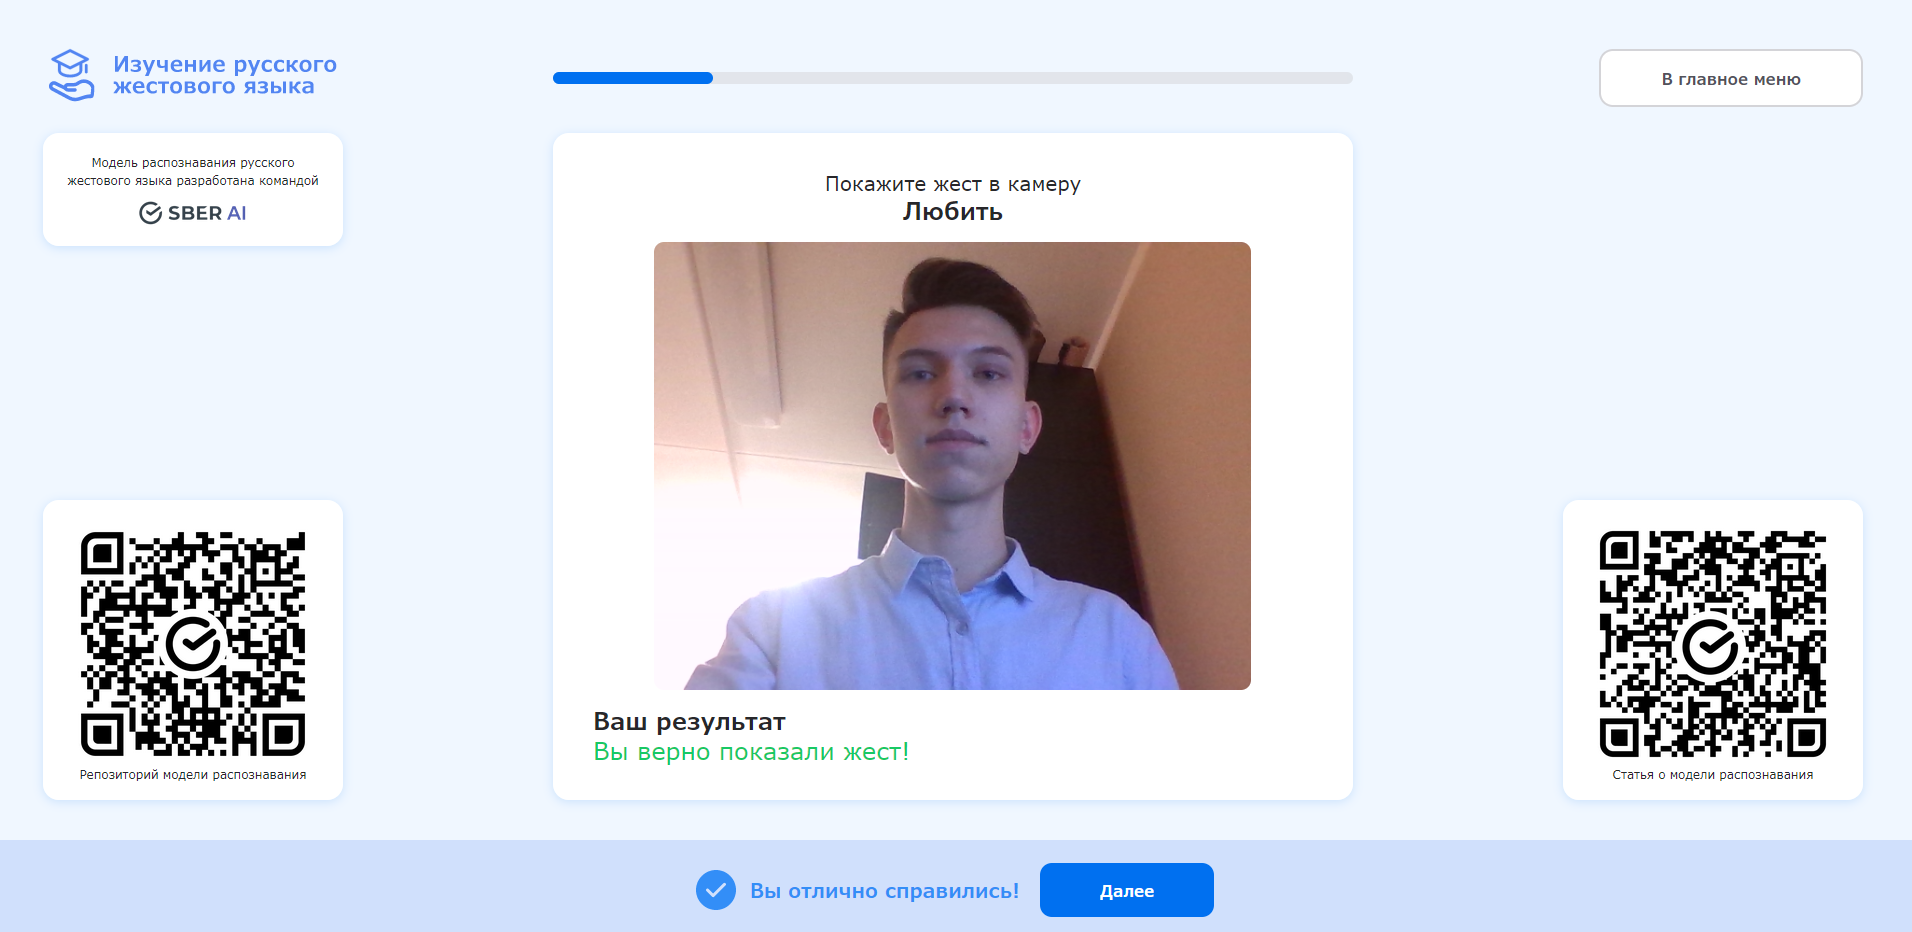 Изучение русского
жестового языка
В главное меню
Модель распознавания русского
жестового языка разработана командой
SBER AI
Покажите жест в камеру
Любить
Ваш результат
Вы верно показали жест!
Репозиторий модели распознавания
Статья о модели распознавания
Вы отлично справились!
Далее